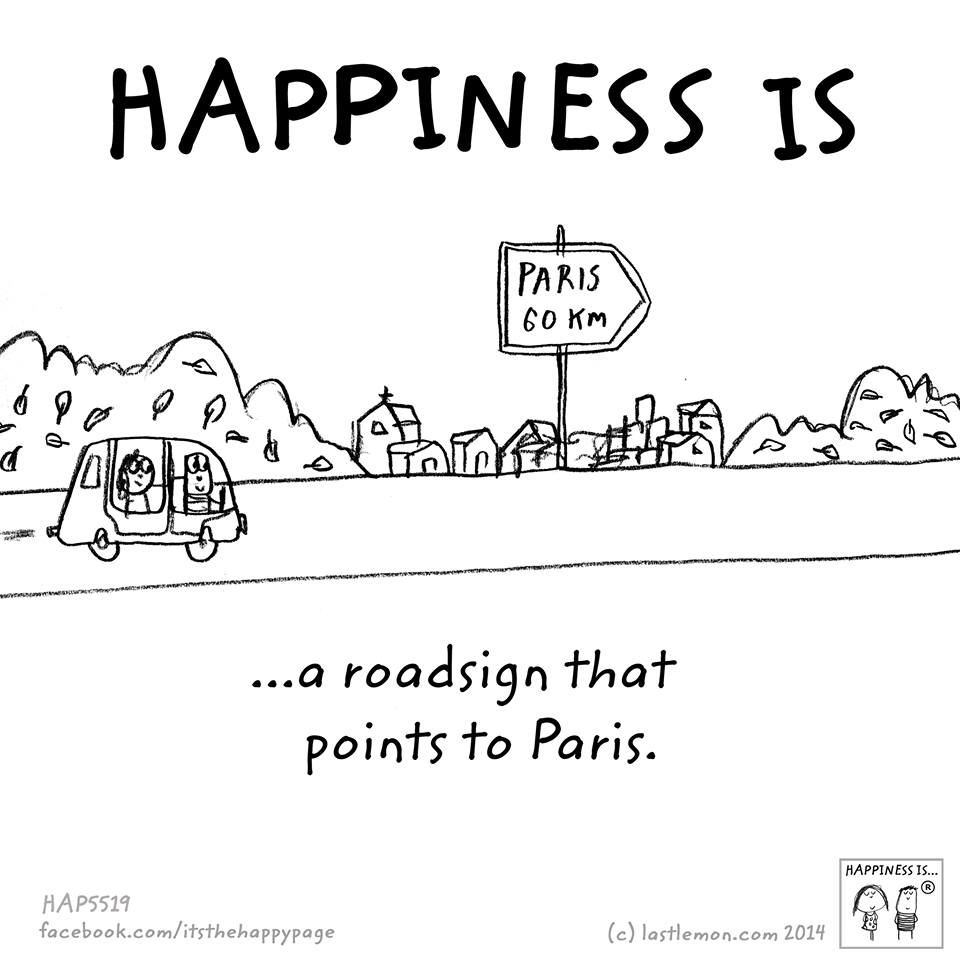 HAPPINESS IS
PARIS
60 KM
...a roadsign that
points to Paris.
HAP5519
facebook.com/itsthehappypage
(c) lastlemon.com 2014
HAPPINESS IS...
®